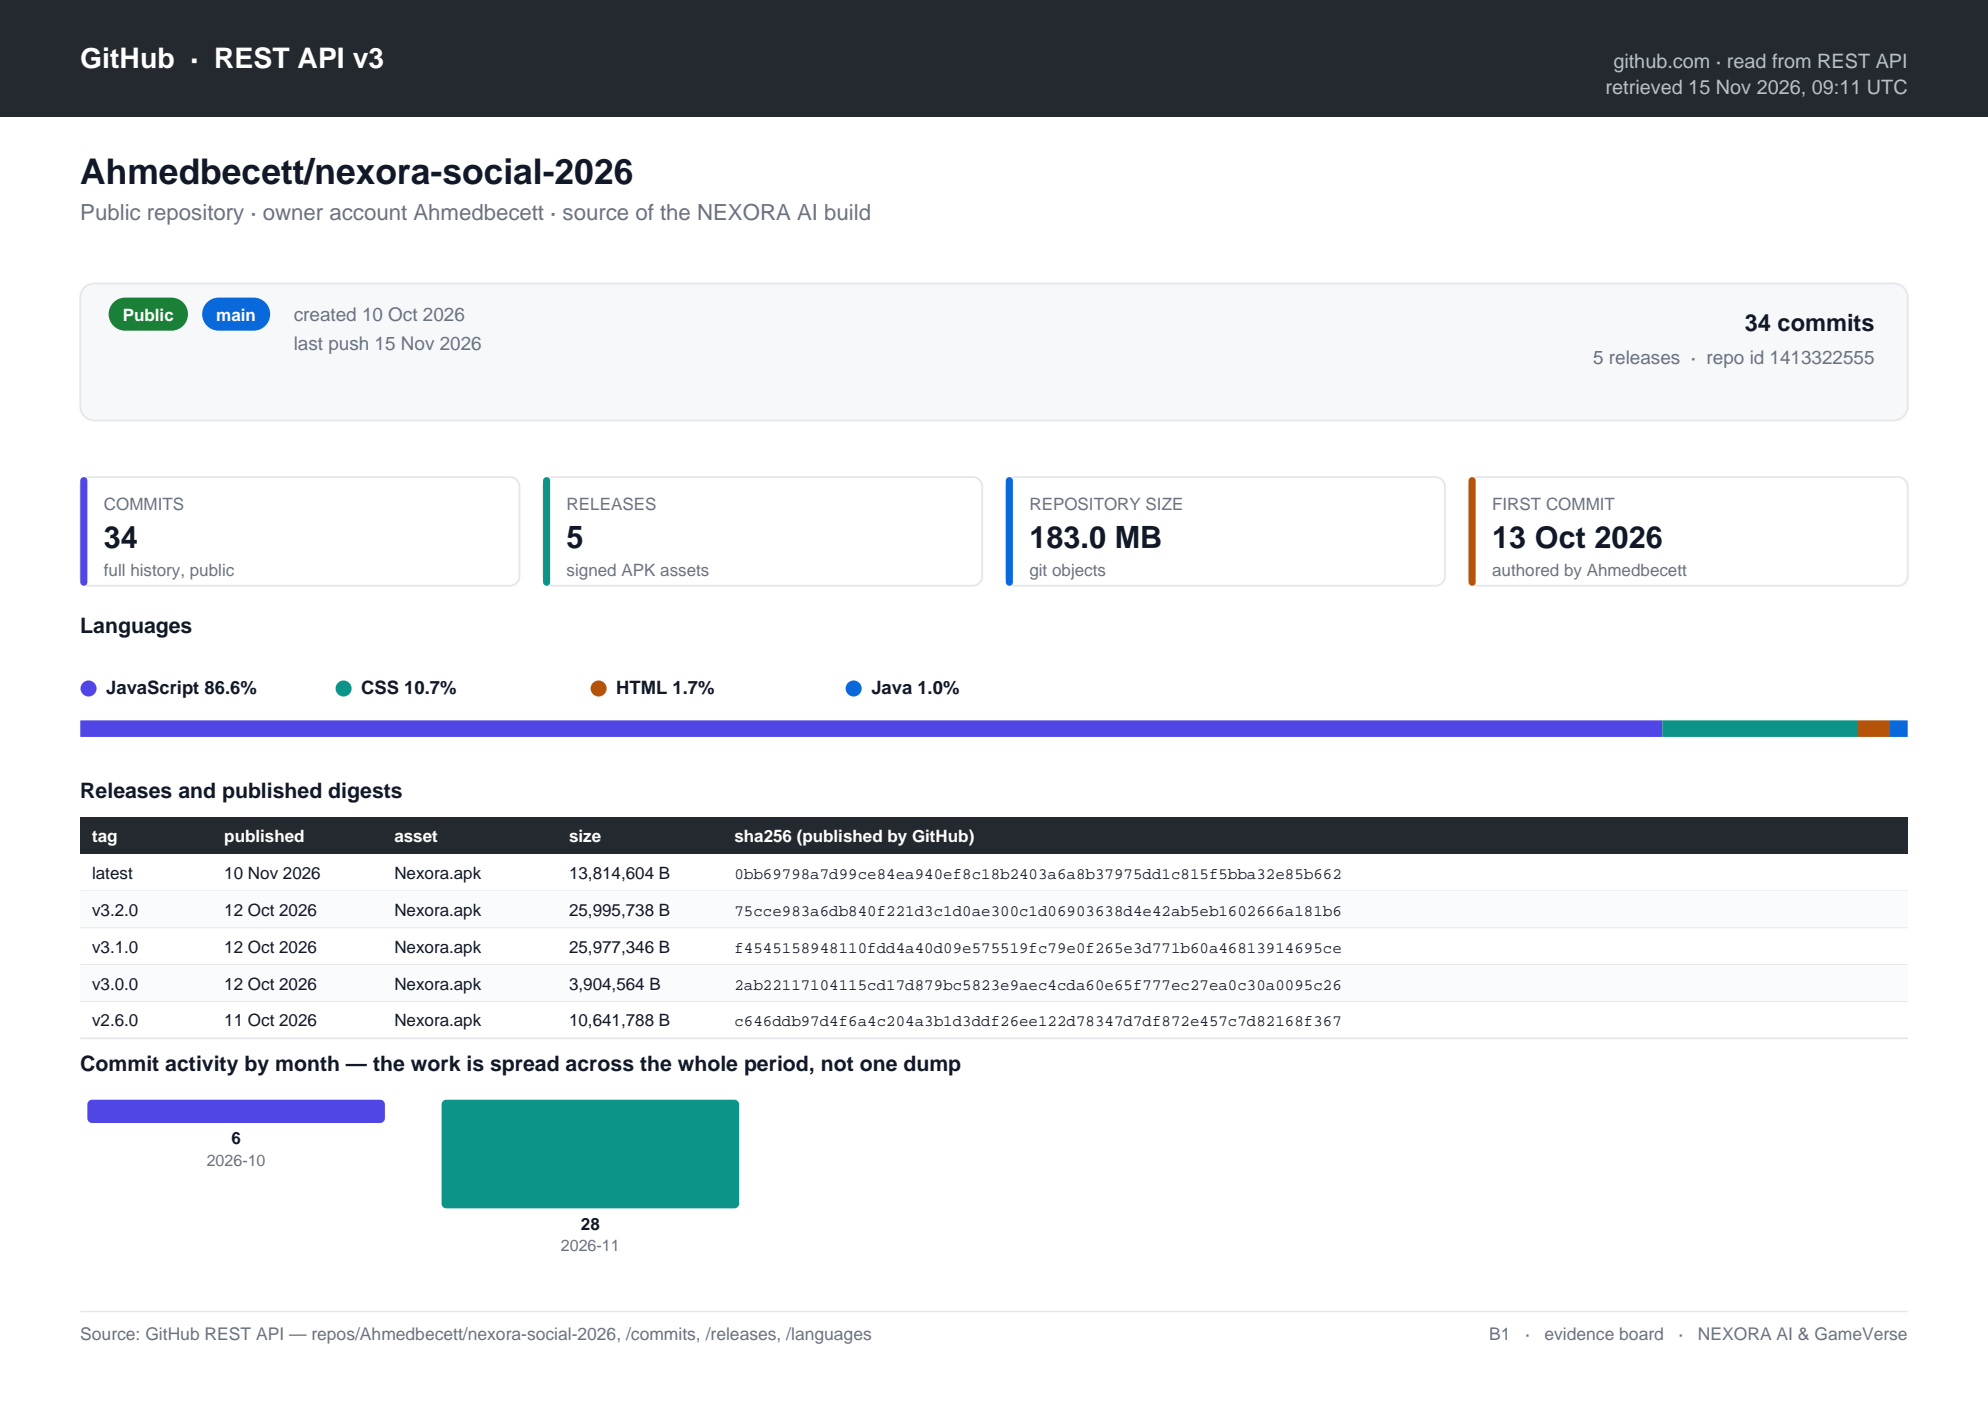 GitHub · REST API v3
github.com · read from REST API
retrieved 15 Nov 2026, 09:11 UTC
Ahmedbecett/nexora-social-2026
Public repository · owner account Ahmedbecett · source of the NEXORA AI build
Public main created 10 Oct 2026
last push 15 Nov 2026
34 commits
5 releases · repo id 1413322555
COMMITS
34
full history, public
RELEASES
5
signed APK assets
REPOSITORY SIZE
183.0 MB
git objects
FIRST COMMIT
13 Oct 2026
authored by Ahmedbecett
Languages
JavaScript 86.6% CSS 10.7% HTML 1.7% Java 1.0%
Releases and published digests
tag published asset size sha256 (published by GitHub)
latest 10 Nov 2026 Nexora.apk 13,814,604 B 0bb69798a7d99ce84ea940ef8c18b2403a6a8b37975dd1c815f5bba32e85b662
v3.2.0 12 Oct 2026 Nexora.apk 25,995,738 B 75cce983a6db840f221d3c1d0ae300c1d06903638d4e42ab5eb1602666a181b6
v3.1.0 12 Oct 2026 Nexora.apk 25,977,346 B f4545158948110fdd4a40d09e575519fc79e0f265e3d771b60a46813914695ce
v3.0.0 12 Oct 2026 Nexora.apk 3,904,564 B 2ab22117104115cd17d879bc5823e9aec4cda60e65f777ec27ea0c30a0095c26
v2.6.0 11 Oct 2026 Nexora.apk 10,641,788 B c646ddb97d4f6a4c204a3b1d3ddf26ee122d78347d7df872e457c7d82168f367
Commit activity by month — the work is spread across the whole period, not one dump
6
2026-10
28
2026-11
Source: GitHub REST API — repos/Ahmedbecett/nexora-social-2026, /commits, /releases, /languages
B1 · evidence board · NEXORA AI & GameVerse